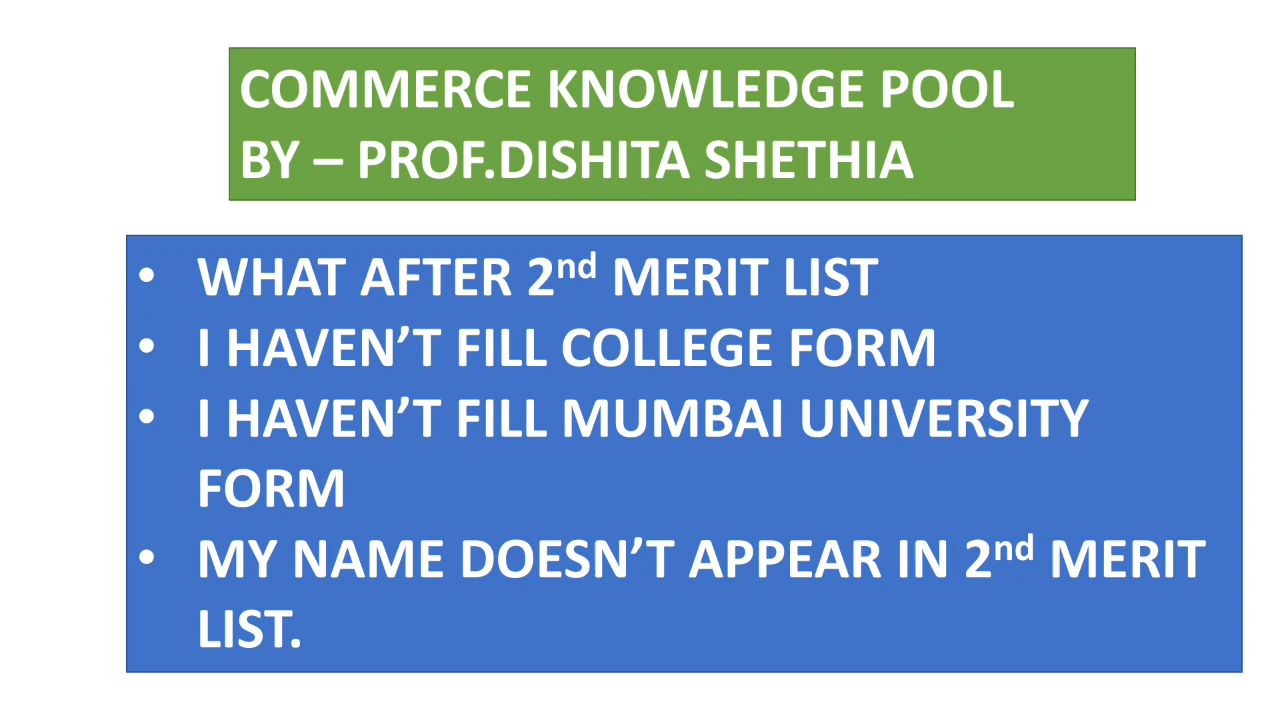 COMMERCE KNOWLEDGE POOL
BY – PROF.DISHITA SHETHIA
• WHAT AFTER 2nd MERIT LIST
• I HAVEN’T FILL COLLEGE FORM
• I HAVEN’T FILL MUMBAI UNIVERSITY
FORM
• MY NAME DOESN’T APPEAR IN 2nd MERIT
LIST.